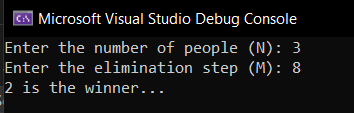 Microsoft Visual Studio Debug Console
Enter the number of people (N): 3
Enter the elimination step (M): 8
2 is the winner...